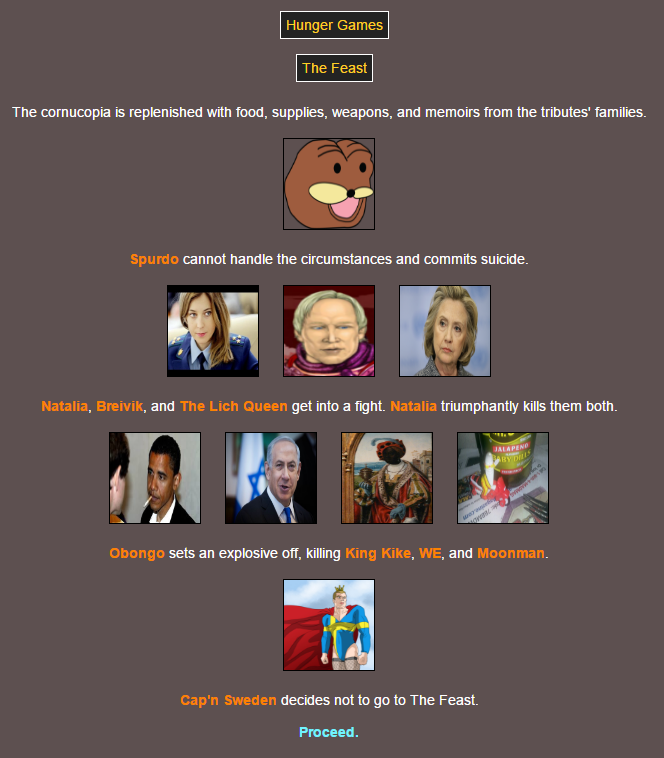 Hunger Games
The Feast
The cornucopia is replenished with food, supplies, weapons, and memoirs from the tributes' families.
Spurdo cannot handle the circumstances and commits suicide.
Natalia, Breivik, and The Lich Queen get into a fight. Natalia triumphantly kills them both.
JALAPENO
Obongo sets an explosive off, killing King Kike, WE, and Moonman.
Cap'n Sweden decides not to go to The Feast.
Proceed.